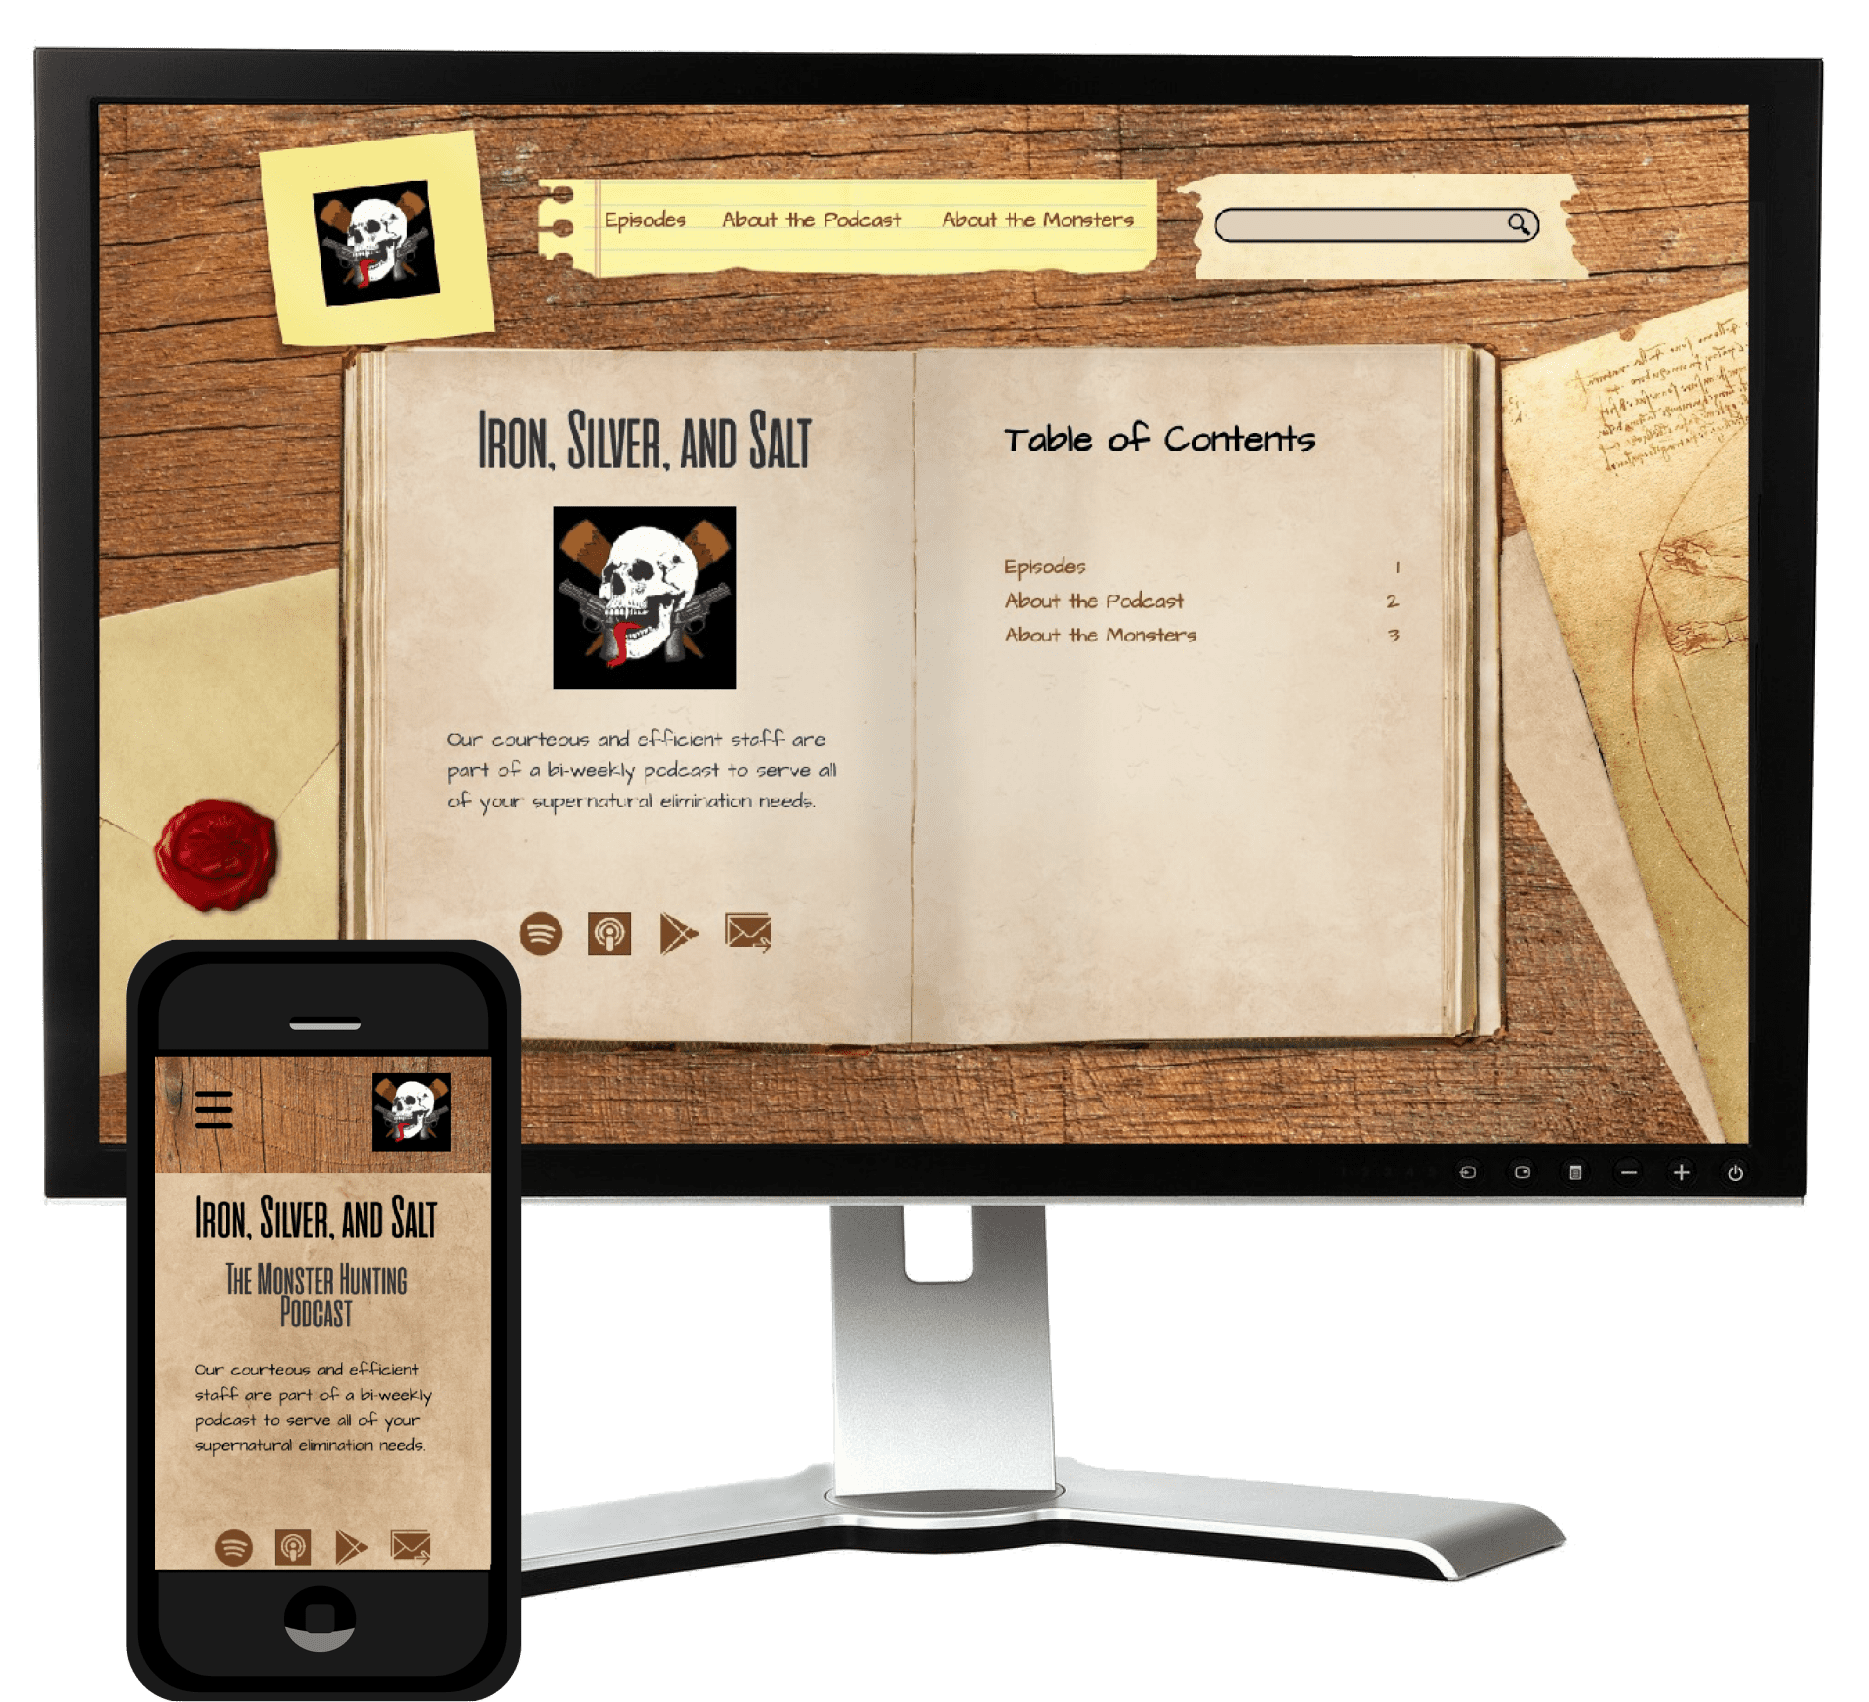 Episodes About the Podcast About the Monsters
Iron, Silver, and Salt
Our courteous and efficient staff are
part of a bi-weekly podcast to serve all
of your supernatural elimination needs.
Table of Contents
Episodes 1
About the Podcast 2
About the Monsters 3
Iron, Silver, and Salt
The Monster Hunting
Podcast
Our courteous and efficient
staff are part of a bi-weekly
podcast to serve all of your
supernatural elimination needs.